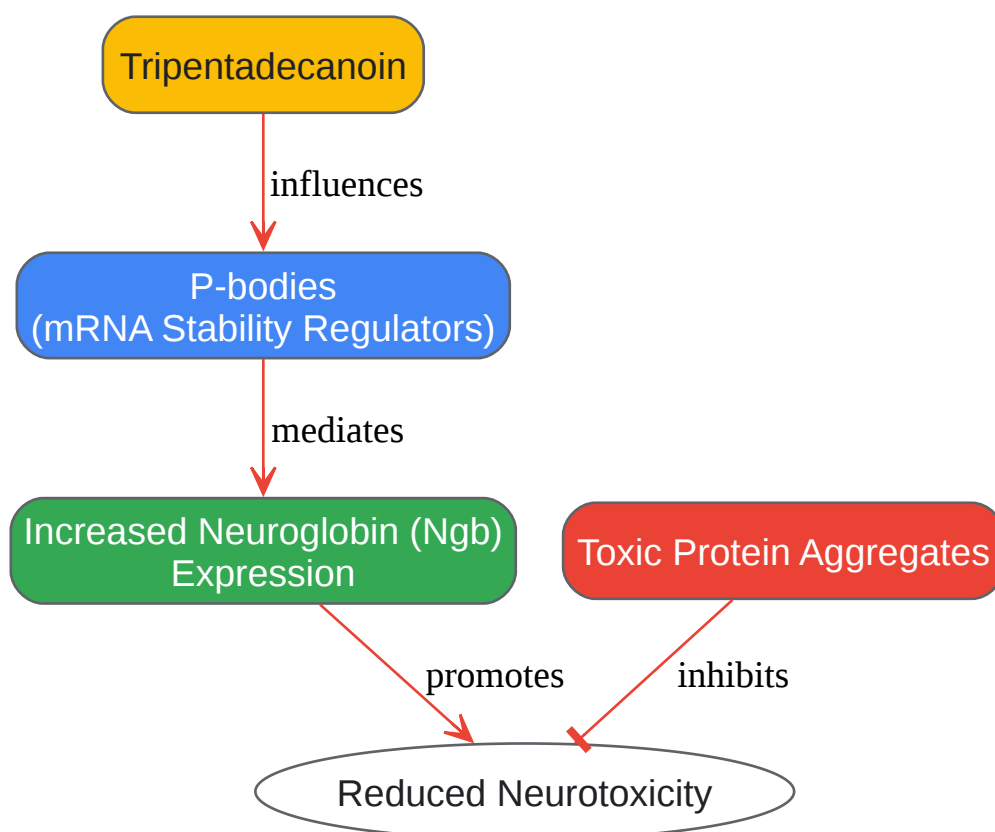 Tripentadecanoin
influences
P-bodies
(mRNA Stability Regulators)
mediates
Increased Neuroglobin (Ngb)
Expression
Toxic Protein Aggregates
promotes
inhibits
Reduced Neurotoxicity